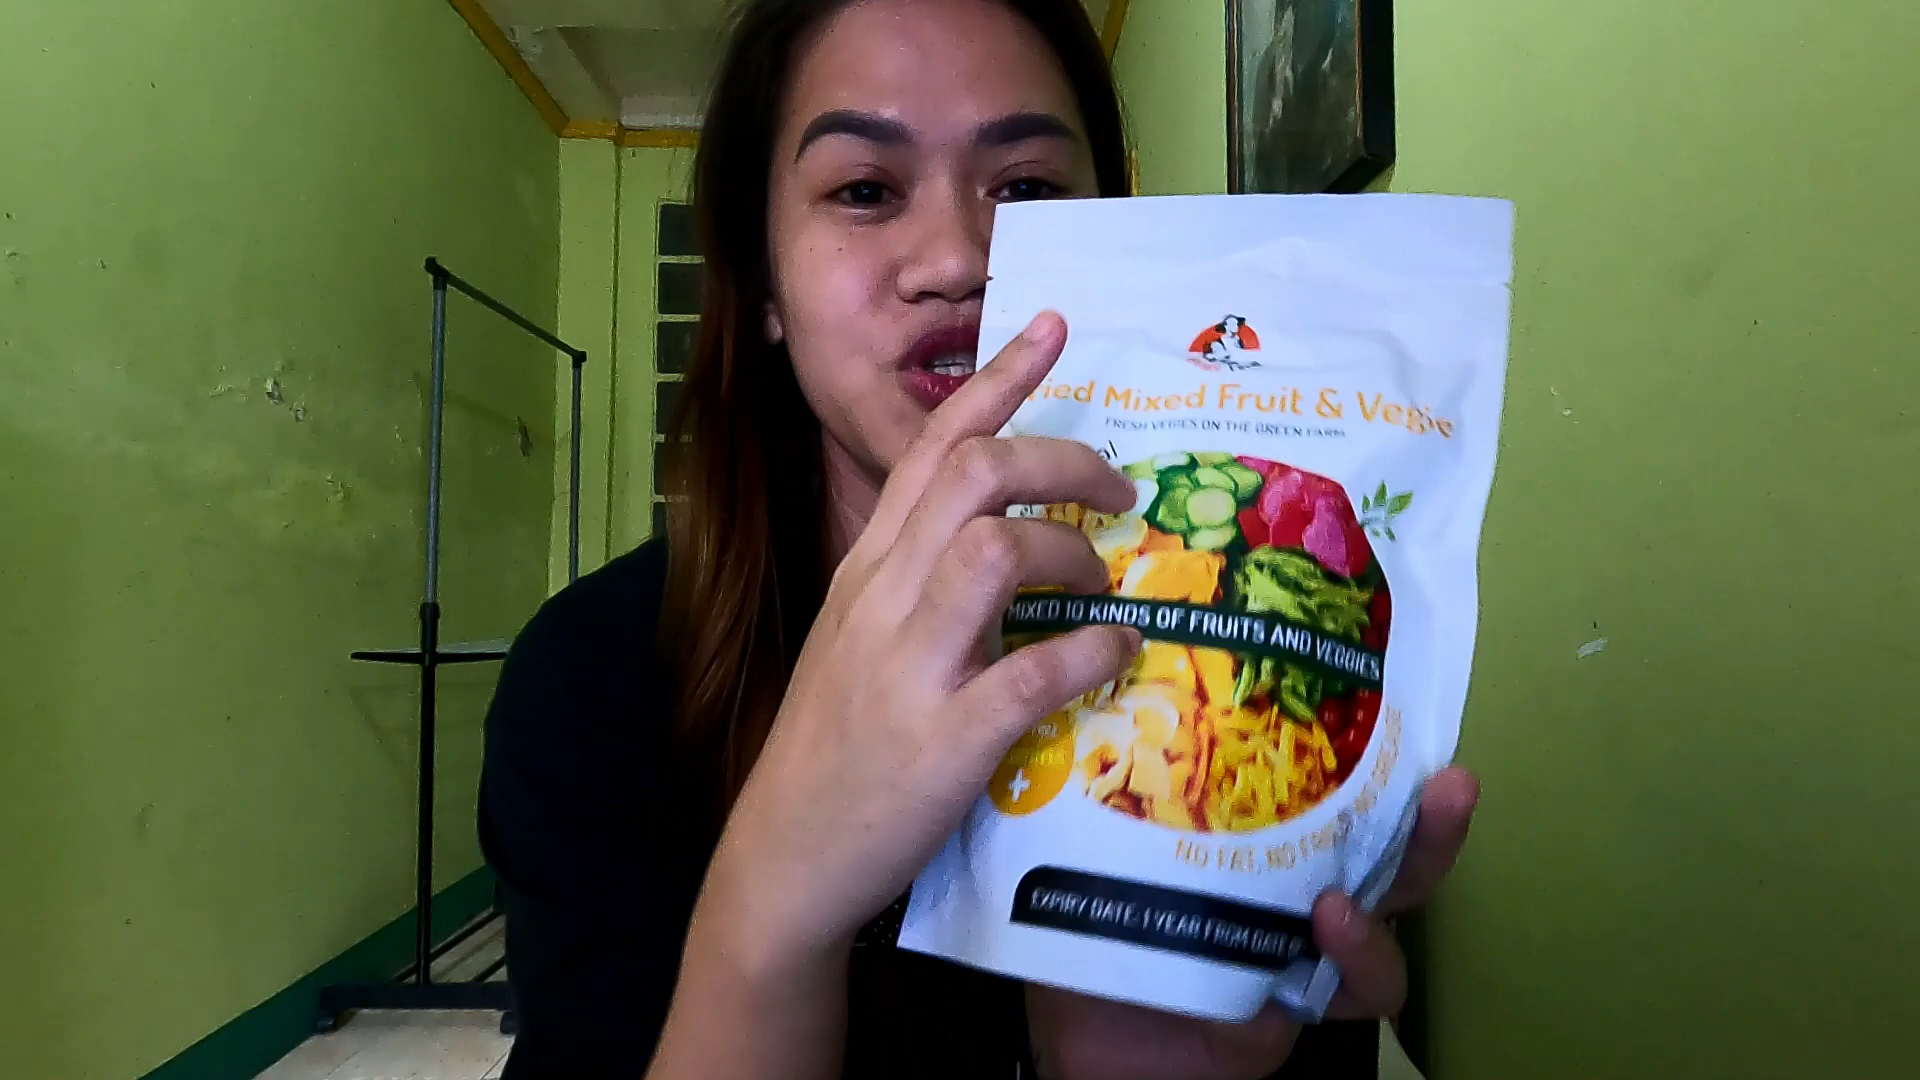 ried Mixed Fruit & Vegie
FRESH VEGIES ON THE GREEN FARM
MIXED 10 KINDS OF FRUITS AND VEGGIES
NO FAT, NO
EXPIRY DATE: 1 YEAR FROM DATE